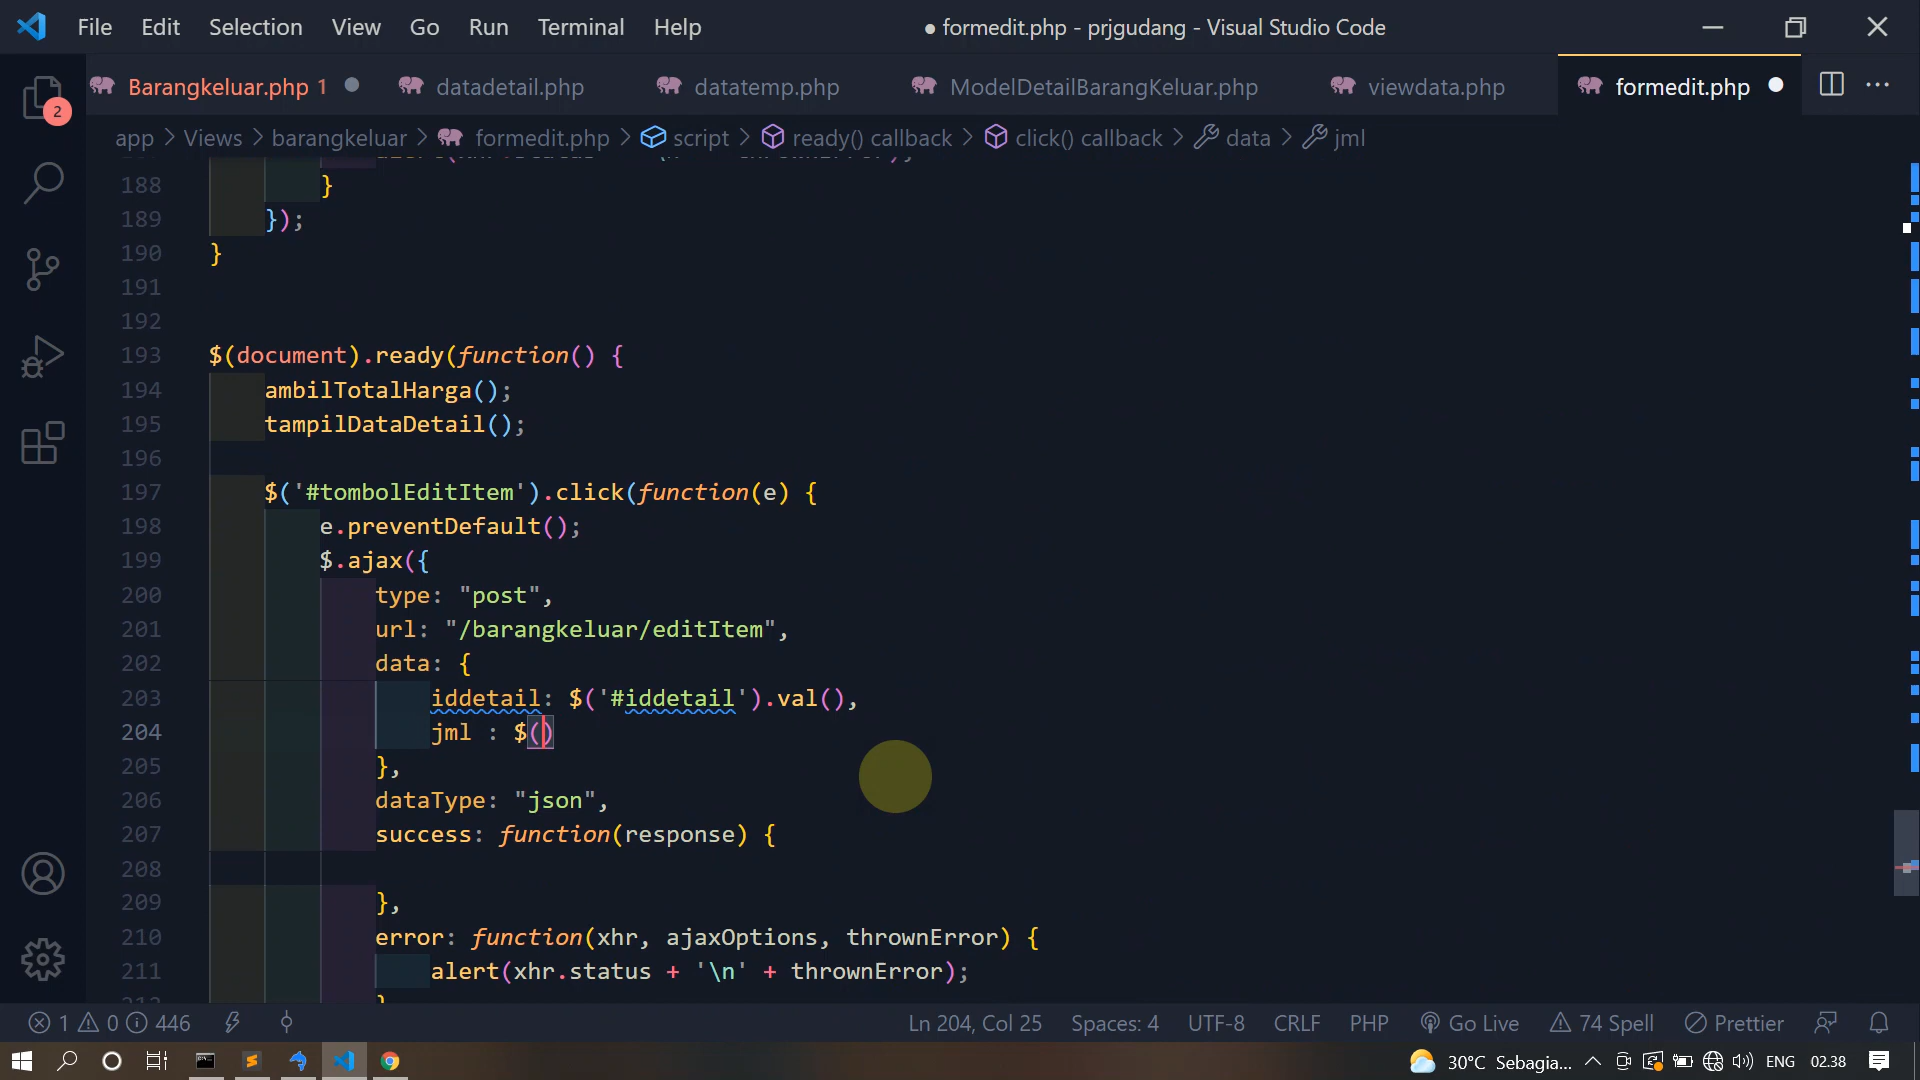 File Edit Selection View Go Run Terminal Help
● formedit.php - prjgudang - Visual Studio Code
2
Barangkeluar.php 1 datadetail.php datatemp.php ModelDetailBarangKeluar.php viewdata.php formedit.php
app > Views > barangkeluar > formedit.php > script > ready() callback > click() callback > data > jml
188 }
189 });
190 }
191
192
193 $(document).ready(function() {
194 ambilTotalHarga();
195 tampilDataDetail();
196
197 $('#tombolEditItem').click(function(e) {
198 e.preventDefault();
199 $.ajax({
200 type: "post",
201 url: "/barangkeluar/editItem",
202 data: {
203 iddetail: $('#iddetail').val(),
204 jml : $()
205 },
206 dataType: "json",
207 success: function(response) {
208
209 },
210 error: function(xhr, ajaxOptions, thrownError) {
211 alert(xhr.status + '\n' + thrownError);
1 0 446 Ln 204, Col 25 Spaces: 4 UTF-8 CRLF PHP Go Live 74 Spell Prettier
30°C Sebagia... ENG 02.38